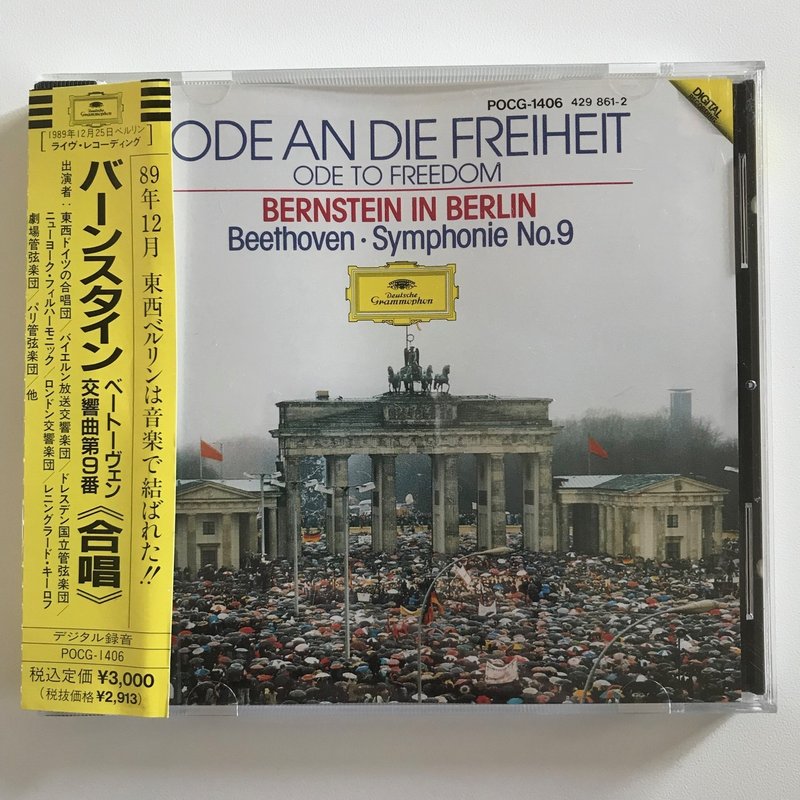 [1989年12月25日ベルリン
ライヴ・レコーディング]
89年12月 東西ベルリンは音楽で結ばれた!!
バーンスタイン
ベートーヴェン
交響曲第9番
《合唱》
出演者:東西ドイツの合唱団/バイエルン放送交響楽団/ドレスデン国立管弦楽団/
ニューヨーク・フィルハーモニック/ロンドン交響楽団/レニングラード・キーロフ
劇場管弦楽団/パリ管弦楽団/他
デジタル録音
POCG-1406
税込定価 ¥3,000
(税抜価格¥2,913)
POCG-1406 429 861-2
DIGITAL
ODE AN DIE FREIHEIT
ODE TO FREEDOM
BERNSTEIN IN BERLIN
Beethoven · Symphonie No.9
Deutsche
Grammophon